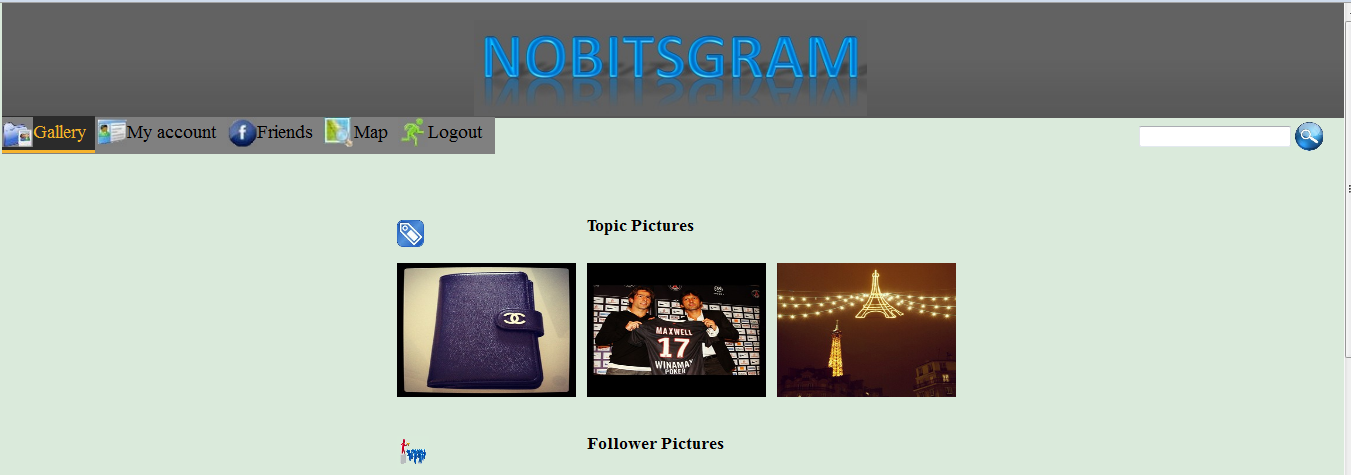 NOBITSGRAM
Gallery My account Friends Map Logout
Topic Pictures
MAXWELL
17
WINAMAX
POKER
Follower Pictures